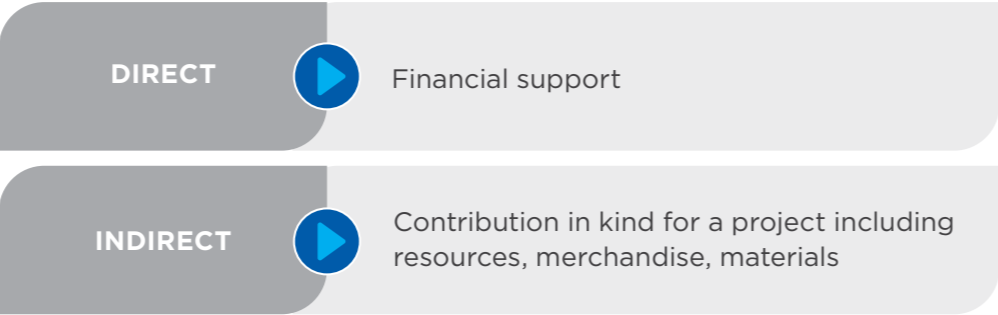 DIRECT
Financial support
INDIRECT
Contribution in kind for a project including
resources, merchandise, materials